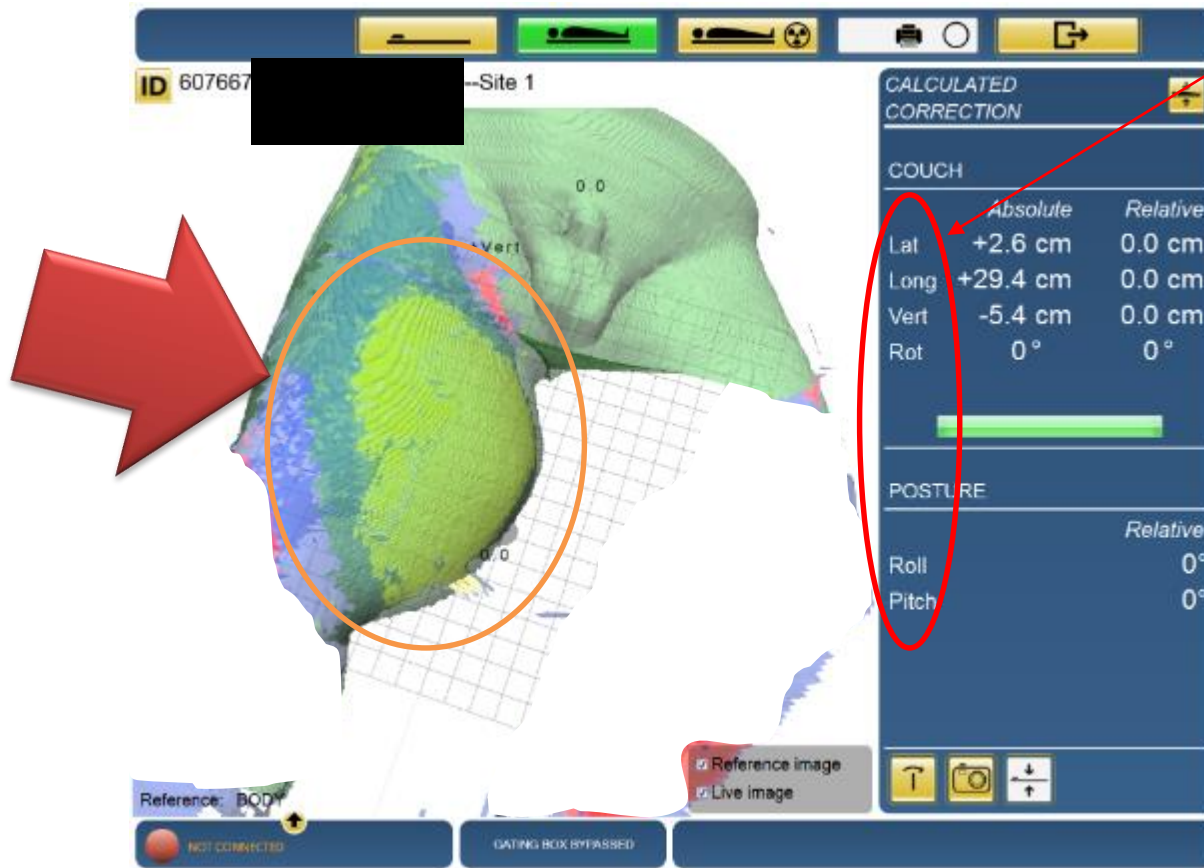 ID 607667 --Site 1
CALCULATED
CORRECTION
0.0
+Vert
0.0
COUCH
Absolute Relative
Lat +2.6 cm 0.0 cm
Long +29.4 cm 0.0 cm
Vert -5.4 cm 0.0 cm
Rot 0° 0°
POSTURE
Relative
Roll 0°
Pitch 0°
Reference image
Live image
Reference: BODY
NOT CONNECTED
GATING BOX BYPASSED